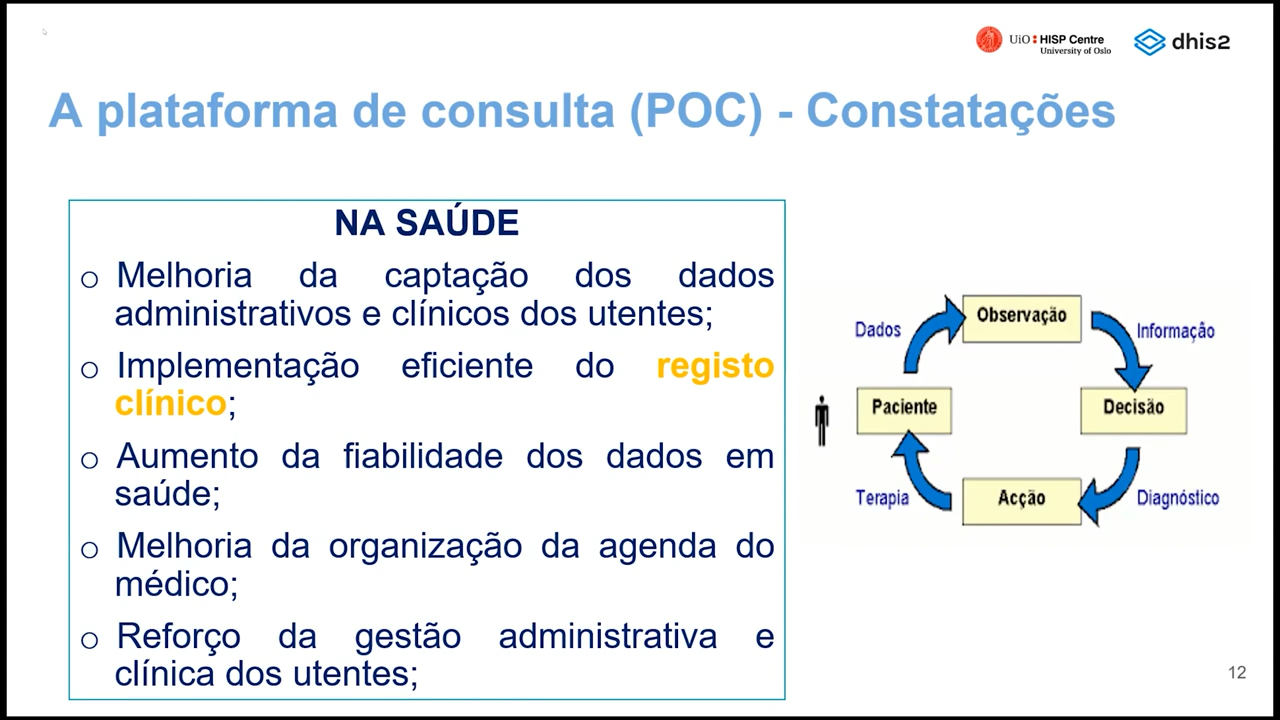 UiO HISP Centre
University of Oslo
dhis2
A plataforma de consulta (POC) - Constatações
NA SAÚDE
o Melhoria da captação dos dados
administrativos e clínicos dos utentes;
o Implementação eficiente do registo
clínico;
o Aumento da fiabilidade dos dados em
saúde;
o Melhoria da organização da agenda do
médico;
o Reforço da gestão administrativa e
clínica dos utentes;
Observação
Dados
Informação
Paciente
Decisão
Terapia
Acção
Diagnóstico
12